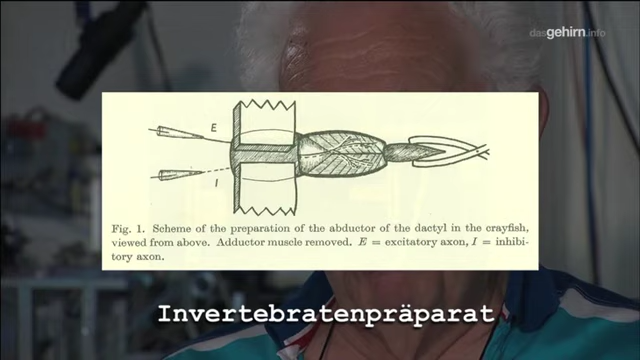 dasgehirn.info
E
I
Fig. 1. Scheme of the preparation of the abductor of the dactyl in the crayfish,
viewed from above. Adductor muscle removed. E = excitatory axon, I = inhibi-
tory axon.
Invertebratenpräparat